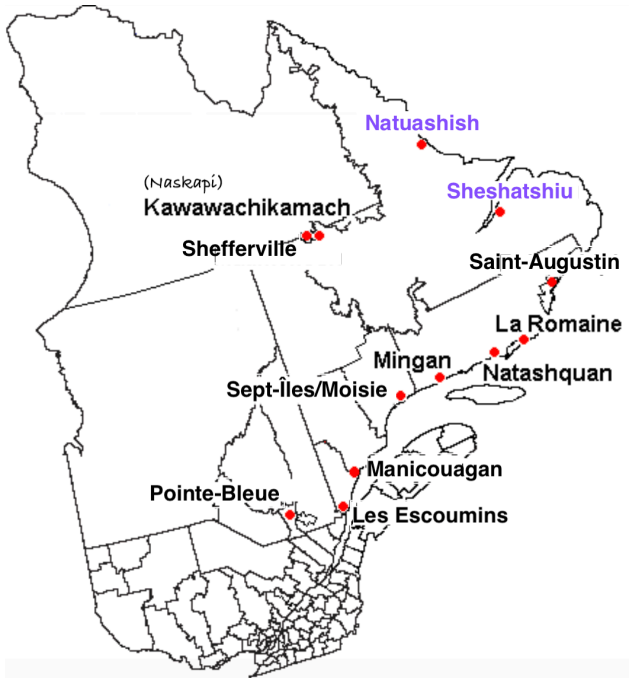 Natuashish
Sheshatshiu
(Naskapi)
Kawawachikamach
Shefferville
Saint-Augustin
La Romaine
Mingan
Natashquan
Sept-Îles/Moisie
Manicouagan
Pointe-Bleue
Les Escoumins